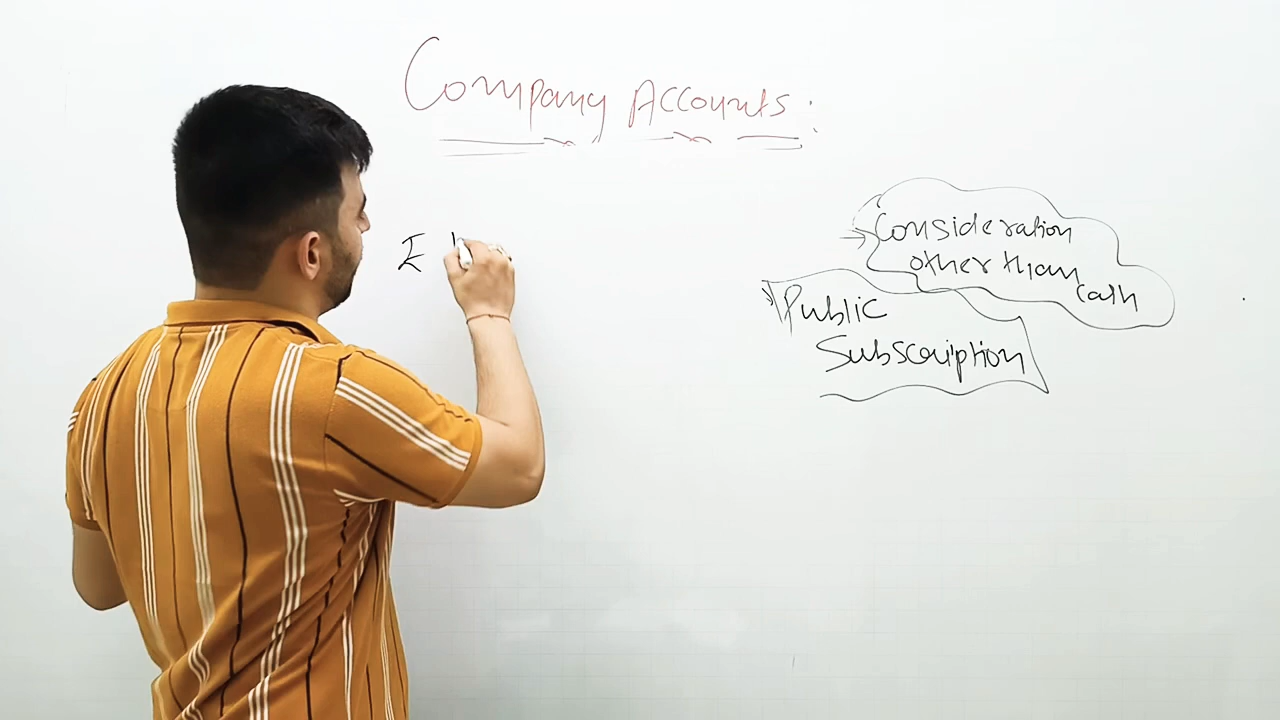 Company Accounts:
I
Consideration
other than
cash
Public
Subscription